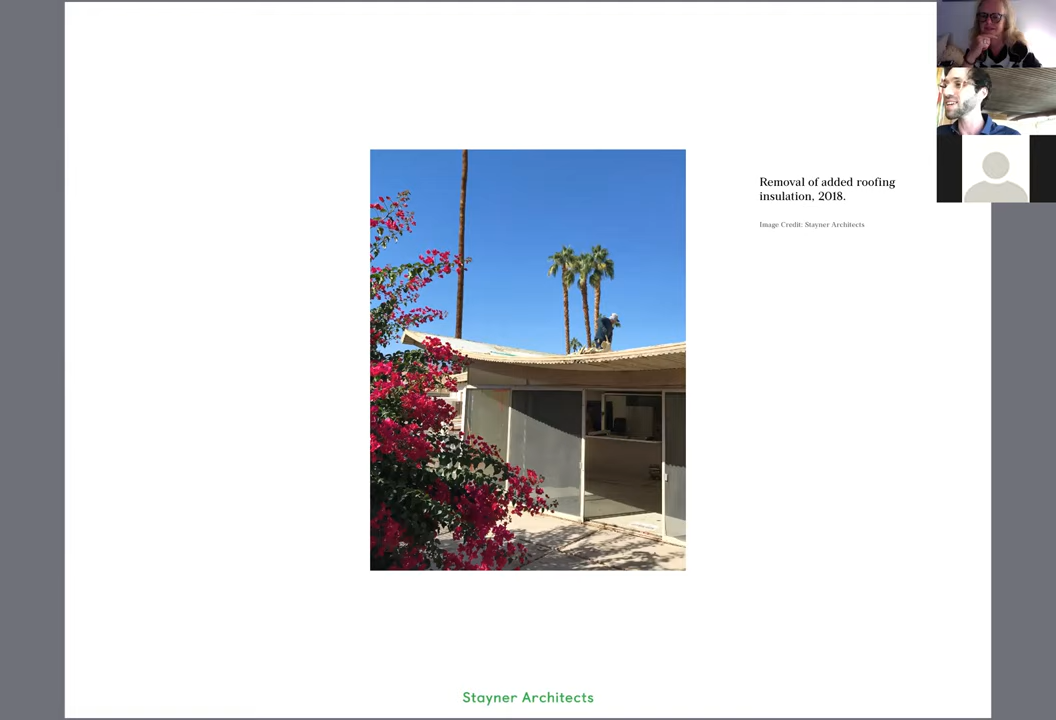 Removal of added roofing
insulation, 2018.
Image Credit: Stayner Architects
Stayner Architects